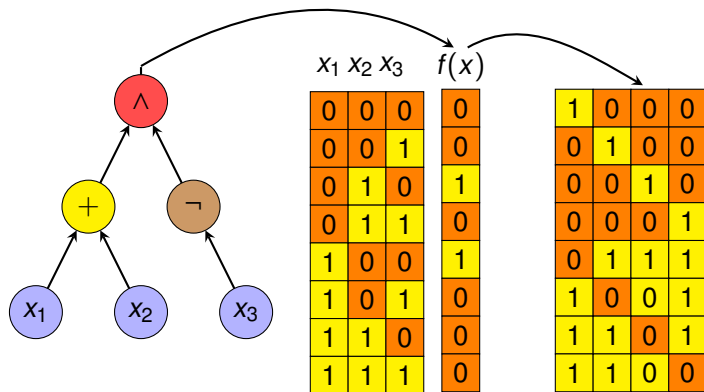 x1 x2 x3 f(x)
∧
+ ¬
x1 x2 x3
0 0 0 0 1 0 0 0
0 0 1 0 0 1 0 0
0 1 0 1 0 0 1 0
0 1 1 0 0 0 0 1
1 0 0 1 0 1 1 1
1 0 1 0 1 0 0 1
1 1 0 0 1 1 0 1
1 1 1 0 1 1 0 0